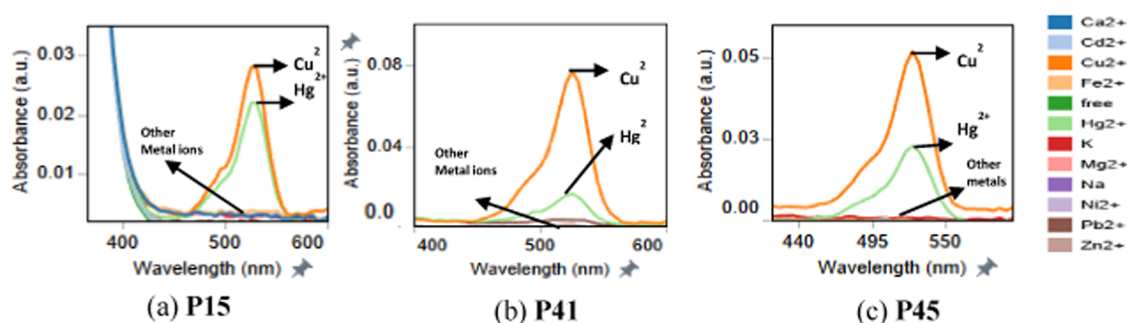 Absorbance (a.u.)
0.03
0.02
0.01
Cu2
Hg2+
Other
Metal ions
400
500
600
Wavelength (nm)
(a) P15
Absorbance (a.u.)
0.08
0.04
0.0
Cu2
Hg2
Other
Metal ions
400
500
600
Wavelength (nm)
(b) P41
Absorbance (a.u.)
0.05
0.03
0.00
Cu2
Hg2+
Other
metals
440
495
550
Wavelength (nm)
(c) P45
Ca2+
Cd2+
Cu2+
Fe2+
free
Hg2+
K
Mg2+
Na
Ni2+
Pb2+
Zn2+